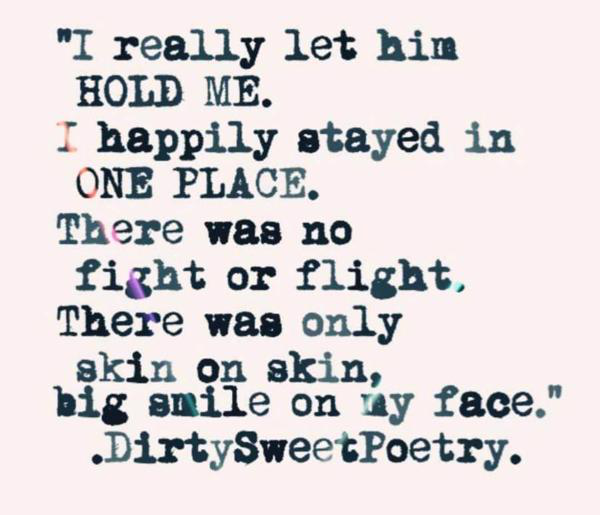 "I really let him
HOLD ME.
I happily stayed in
ONE PLACE.
There was no
fight or flight.
There was only
skin on skin,
big smile on my face."
.DirtySweetPoetry.